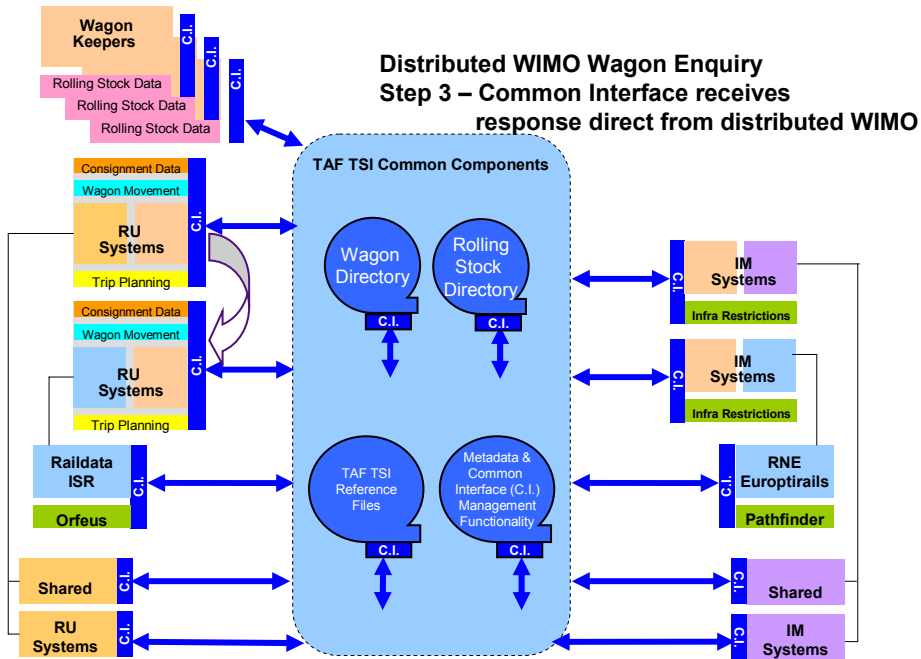 Wagon
Keepers
C.I.
C.I.
C.I.
Rolling Stock Data
Rolling Stock Data
Rolling Stock Data
Distributed WIMO Wagon Enquiry
Step 3 – Common Interface receives
response direct from distributed WIMO
TAF TSI Common Components
Consignment Data
Wagon Movement
RU
Systems
Trip Planning
C.I.
Consignment Data
Wagon Movement
RU
Systems
Trip Planning
C.I.
Raildata
ISR
Orfeus
C.I.
Shared
C.I.
RU
Systems
C.I.
Wagon
Directory
C.I.
Rolling
Stock
Directory
C.I.
TAF TSI
Reference
Files
C.I.
Metadata &
Common
Interface (C.I.)
Management
Functionality
C.I.
C.I.
IM
Systems
Infra Restrictions
C.I.
IM
Systems
Infra Restrictions
C.I.
RNE
Europtirails
Pathfinder
C.I.
Shared
C.I.
IM
Systems